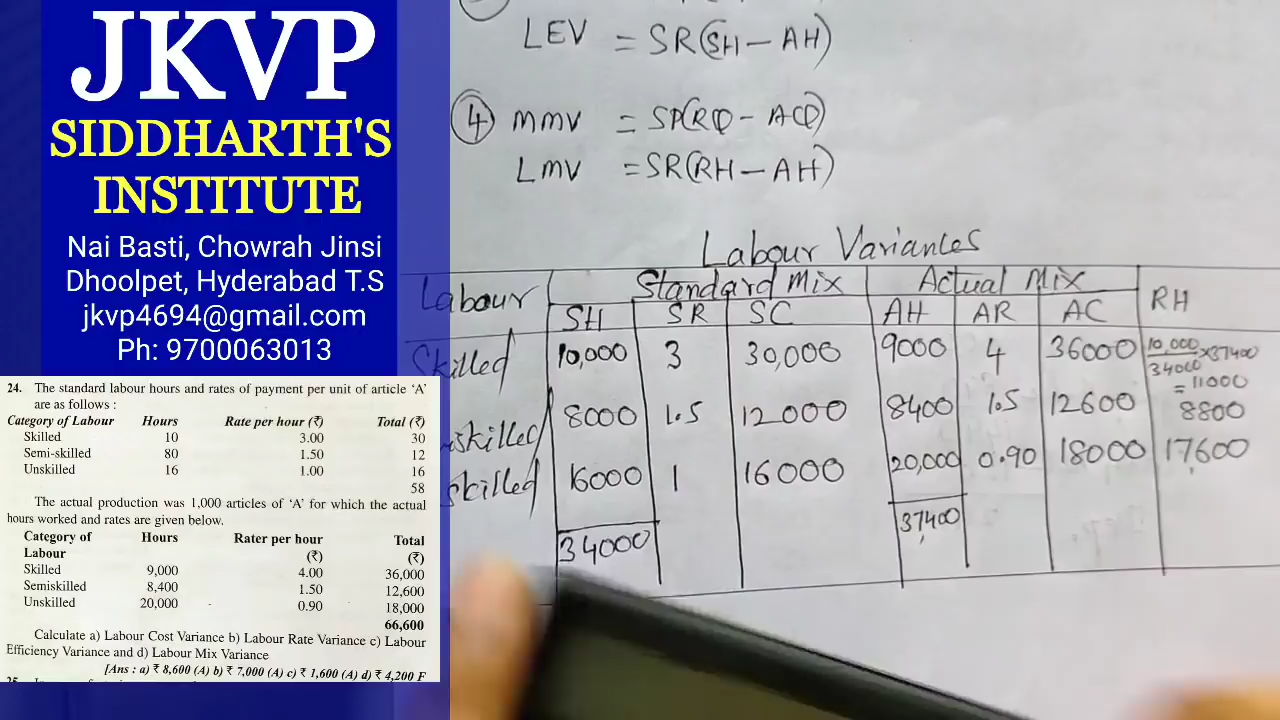 JKVP
SIDDHARTH'S
INSTITUTE
Nai Basti, Chowrah Jinsi
Dhoolpet, Hyderabad T.S
jkvp4694@gmail.com
Ph: 9700063013
24. The standard labour hours and rates of payment per unit of article 'A'
are as follows :
Category of Labour Hours Rate per hour (₹) Total (₹)
Skilled 10 3.00 30
Semi-skilled 80 1.50 12
Unskilled 16 1.00 16
58
The actual production was 1,000 articles of 'A' for which the actual
hours worked and rates are given below.
Category of Hours Rater per hour Total
Labour (₹) (₹)
Skilled 9,000 4.00 36,000
Semiskilled 8,400 1.50 12,600
Unskilled 20,000 0.90 18,000
66,600
Calculate a) Labour Cost Variance b) Labour Rate Variance c) Labour
Efficiency Variance and d) Labour Mix Variance
[Ans : a) ₹ 8,600 (A) b) ₹ 7,000 (A) c) ₹ 1,600 (A) d) ₹ 4,200 F
LEV = SR(SH - AH)
4 MMV = SP(RQ - AQ)
LMV = SR(RH - AH)
Labour Variances
Labour Standard Mix Actual Mix RH
SH SR SC AH AR AC
Skilled 10,000 3 30,000 9000 4 36000 10,000/34000 × 37400
= 11000
skilled 8000 1.5 12000 8400 1.5 12600 8800
skilled 16000 1 16000 20,000 0.90 18000 17,600
34000 37400